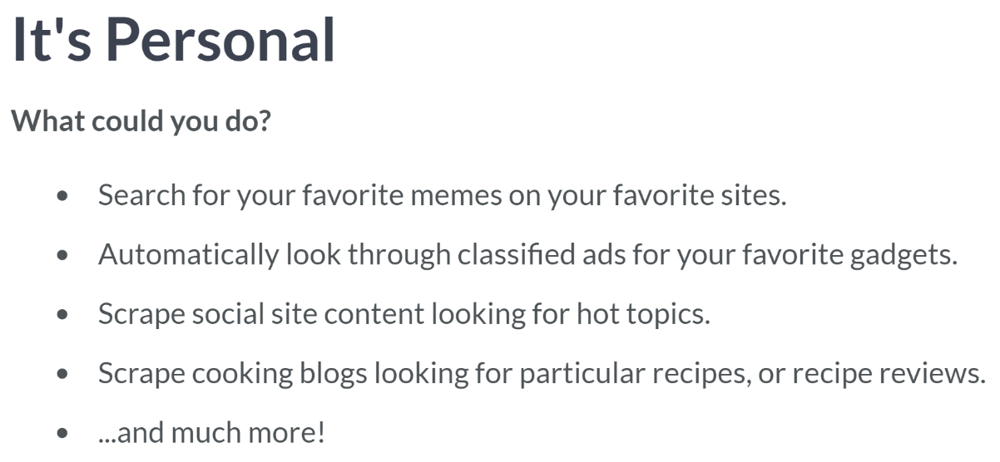 It's Personal
What could you do?
• Search for your favorite memes on your favorite sites.
• Automatically look through classified ads for your favorite gadgets.
• Scrape social site content looking for hot topics.
• Scrape cooking blogs looking for particular recipes, or recipe reviews.
• ...and much more!